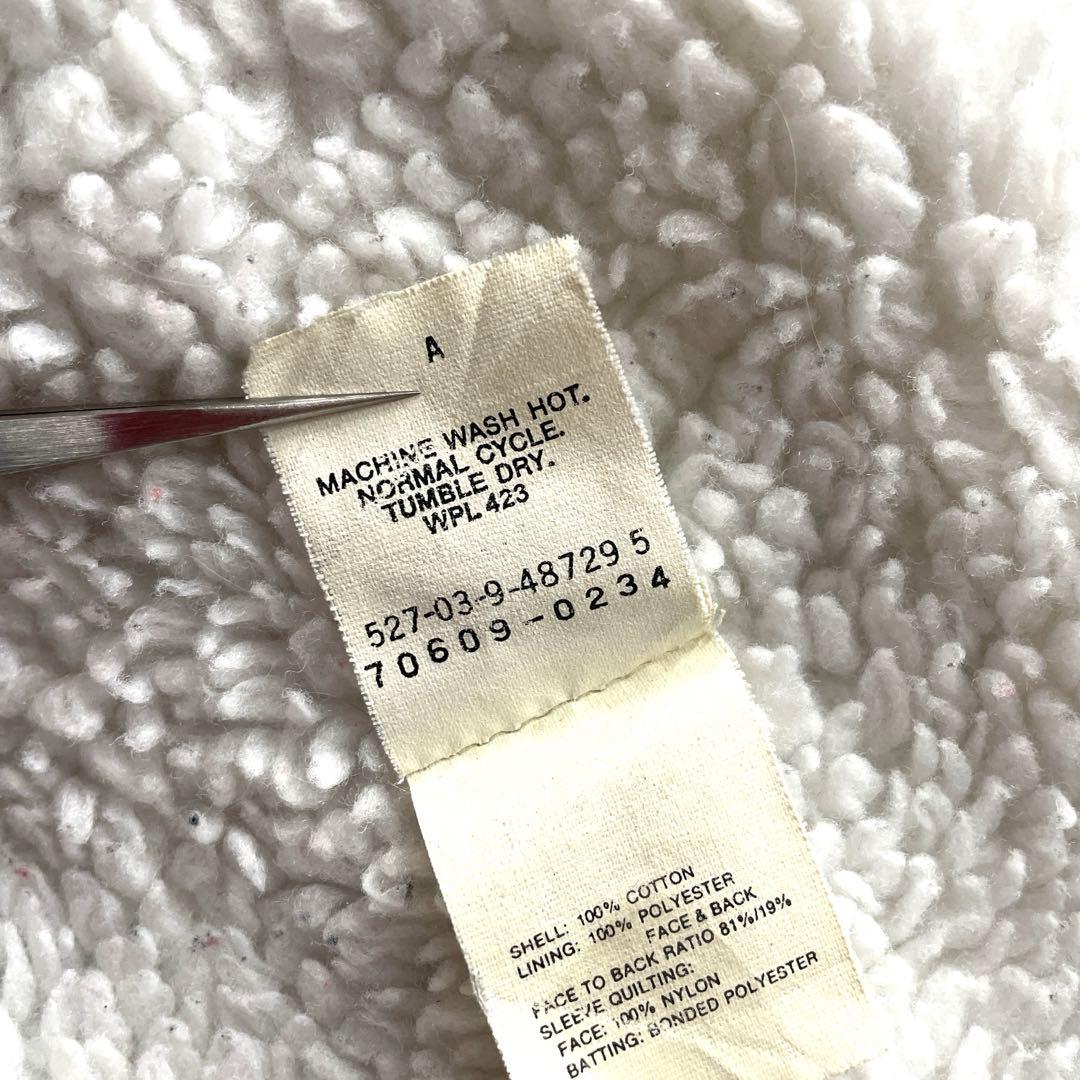 A
MACHINE WASH HOT.
NORMAL CYCLE.
TUMBLE DRY.
WPL 423
527-03-9-48729 5
70609-0234
SHELL: 100% COTTON
LINING: 100% POLYESTER
FACE & BACK
FACE TO BACK RATIO 81%/19%
SLEEVE QUILTING:
FACE: 100% NYLON
BATTING: BONDED POLYESTER